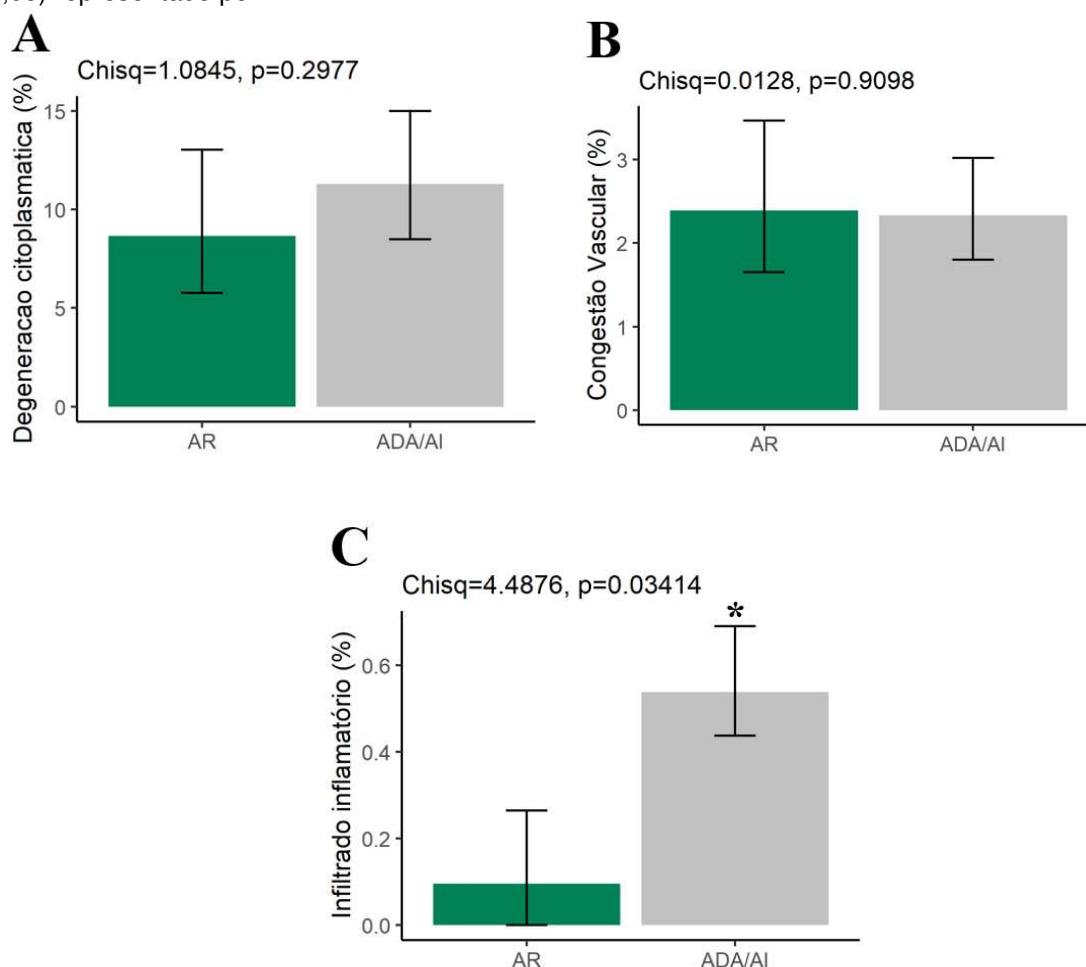 A
Chisq=1.0845, p=0.2977
Degeneracao citoplasmatica (%)
15
10
5
0
AR
ADA/AI
B
Chisq=0.0128, p=0.9098
Congestão Vascular (%)
3
2
1
0
AR
ADA/AI
C
Chisq=4.4876, p=0.03414
*
Infiltrado inflamatório (%)
0.6
0.4
0.2
0.0
AR
ADA/AI